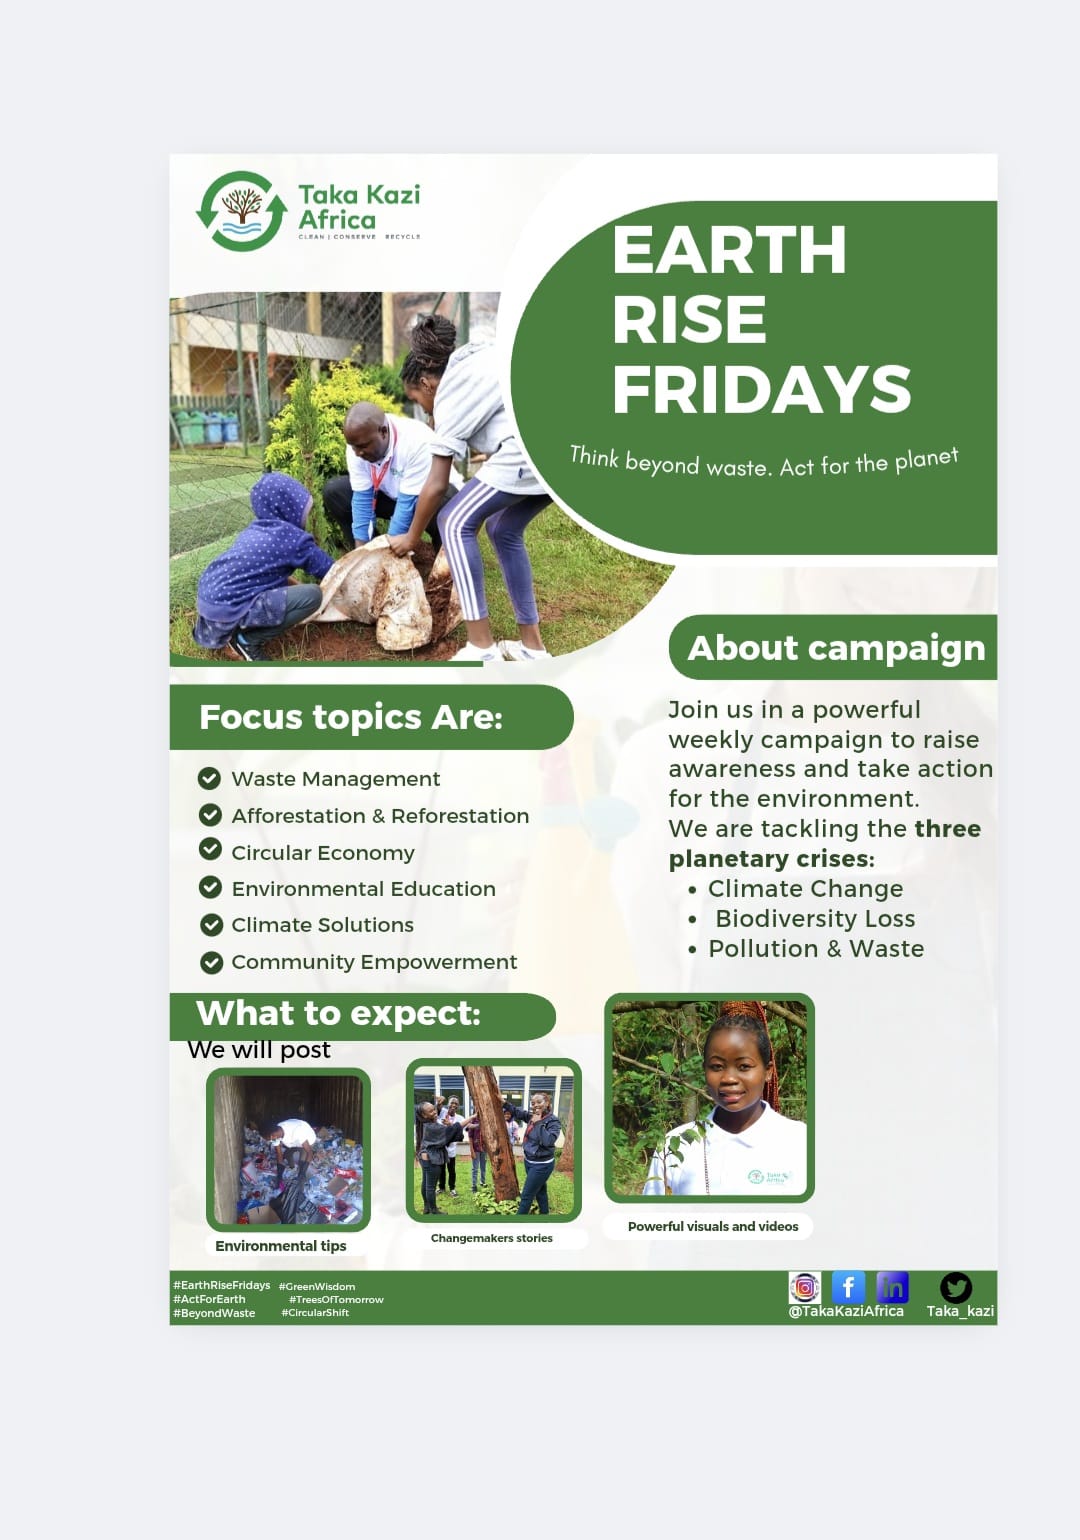 Taka Kazi
Africa
CLEAN | CONSERVE RECYCLE
EARTH
RISE
FRIDAYS
Think beyond waste. Act for the planet
About campaign
Join us in a powerful
weekly campaign to raise
awareness and take action
for the environment.
We are tackling the three
planetary crises:
• Climate Change
• Biodiversity Loss
• Pollution & Waste
Focus topics Are:
Waste Management
Afforestation & Reforestation
Circular Economy
Environmental Education
Climate Solutions
Community Empowerment
What to expect:
We will post
Environmental tips
Changemakers stories
Taka Kazi
Africa
Powerful visuals and videos
#EarthRiseFridays #GreenWisdom
#ActForEarth #TreesOfTomorrow
#BeyondWaste #CircularShift
f in
@TakaKaziAfrica Taka_kazi